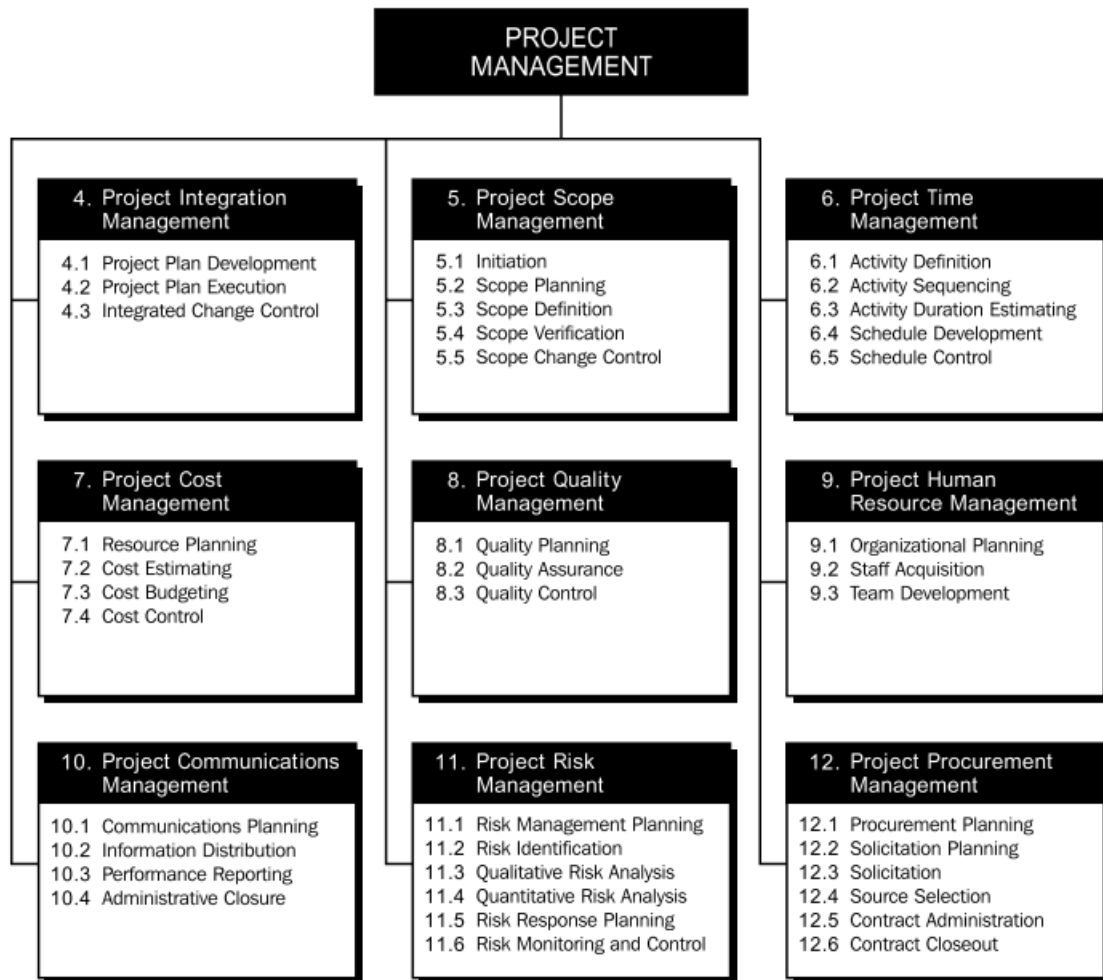 PROJECT
MANAGEMENT
4. Project Integration
Management
4.1 Project Plan Development
4.2 Project Plan Execution
4.3 Integrated Change Control
5. Project Scope
Management
5.1 Initiation
5.2 Scope Planning
5.3 Scope Definition
5.4 Scope Verification
5.5 Scope Change Control
6. Project Time
Management
6.1 Activity Definition
6.2 Activity Sequencing
6.3 Activity Duration Estimating
6.4 Schedule Development
6.5 Schedule Control
7. Project Cost
Management
7.1 Resource Planning
7.2 Cost Estimating
7.3 Cost Budgeting
7.4 Cost Control
8. Project Quality
Management
8.1 Quality Planning
8.2 Quality Assurance
8.3 Quality Control
9. Project Human
Resource Management
9.1 Organizational Planning
9.2 Staff Acquisition
9.3 Team Development
10. Project Communications
Management
10.1 Communications Planning
10.2 Information Distribution
10.3 Performance Reporting
10.4 Administrative Closure
11. Project Risk
Management
11.1 Risk Management Planning
11.2 Risk Identification
11.3 Qualitative Risk Analysis
11.4 Quantitative Risk Analysis
11.5 Risk Response Planning
11.6 Risk Monitoring and Control
12. Project Procurement
Management
12.1 Procurement Planning
12.2 Solicitation Planning
12.3 Solicitation
12.4 Source Selection
12.5 Contract Administration
12.6 Contract Closeout